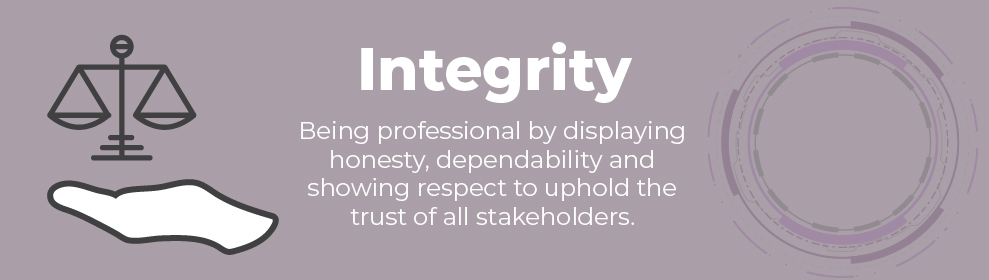 Integrity
Being professional by displaying
honesty, dependability and
showing respect to uphold the
trust of all stakeholders.